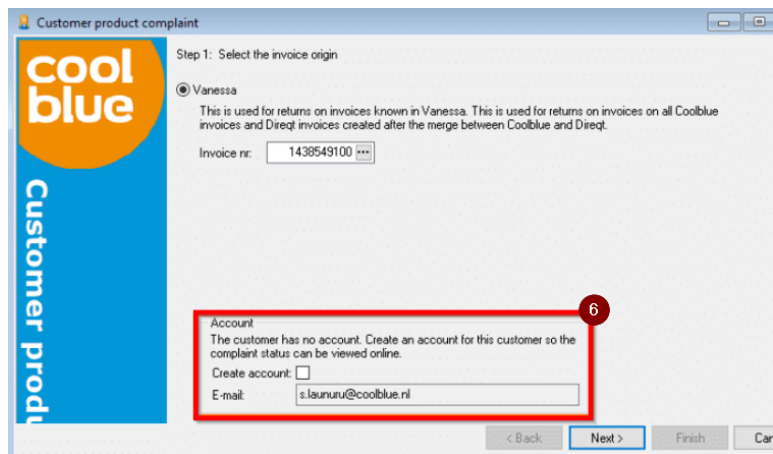 Customer product complaint
cool
blue
Customer produ
Step 1: Select the invoice origin
Vanessa
This is used for returns on invoices known in Vanessa. This is used for returns on invoices on all Coolblue
invoices and Direqt invoices created after the merge between Coolblue and Direqt.
Invoice nr: 1438549100 ...
6
Account
The customer has no account. Create an account for this customer so the
complaint status can be viewed online.
Create account:
E-mail: s.launuru@coolblue.nl
< Back Next > Finish Can